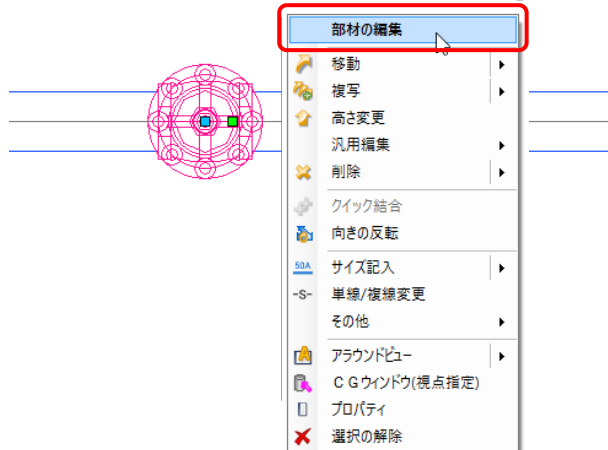 部材の編集
移動
複写
高さ変更
汎用編集
削除
クイック結合
向きの反転
50A サイズ記入
-S- 単線/複線変更
その他
A アラウンドビュー
ＣＧウィンドウ(視点指定)
プロパティ
選択の解除